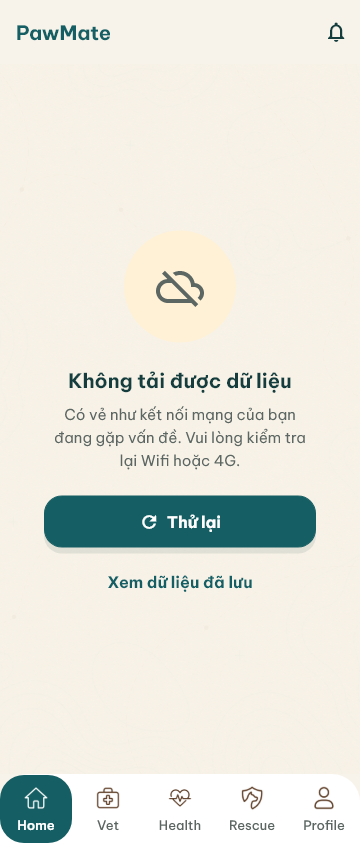 PawMate
Không tải được dữ liệu
Có vẻ như kết nối mạng của bạn
đang gặp vấn đề. Vui lòng kiểm tra
lại Wifi hoặc 4G.
Thử lại
Xem dữ liệu đã lưu
Home Vet Health Rescue Profile